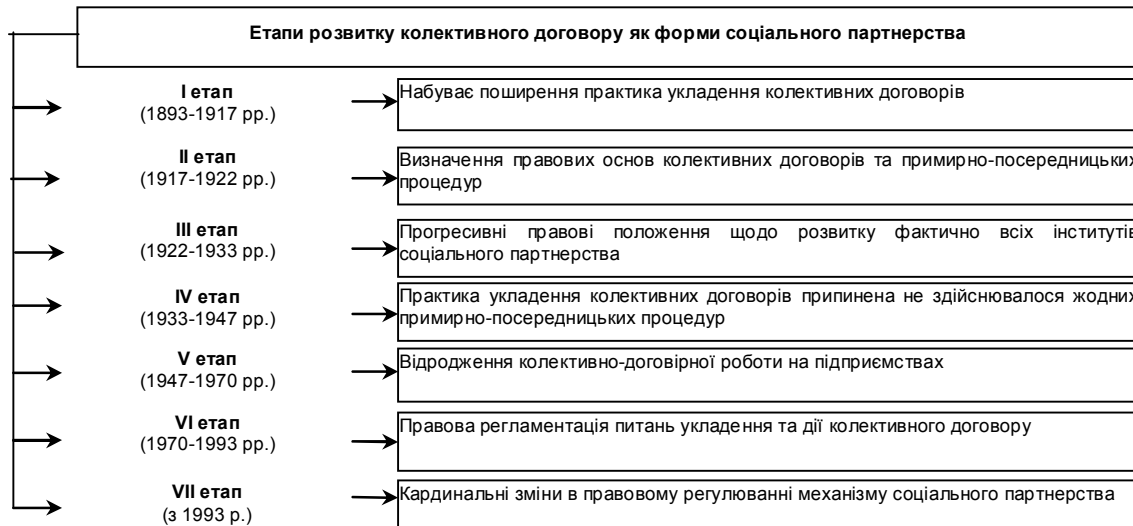 Етапи розвитку колективного договору як форми соціального партнерства
I етап
(1893-1917 рр.)
Набуває поширення практика укладення колективних договорів
II етап
(1917-1922 рр.)
Визначення правових основ колективних договорів та примирно-посередницьких
процедур
III етап
(1922-1933 рр.)
Прогресивні правові положення щодо розвитку фактично всіх інститутів
соціального партнерства
IV етап
(1933-1947 рр.)
Практика укладення колективних договорів припинена не здійснювалося жодних
примирно-посередницьких процедур
V етап
(1947-1970 рр.)
Відродження колективно-договірної роботи на підприємствах
VI етап
(1970-1993 рр.)
Правова регламентація питань укладення та дії колективного договору
VII етап
(з 1993 р.)
Кардинальні зміни в правовому регулюванні механізму соціального партнерства